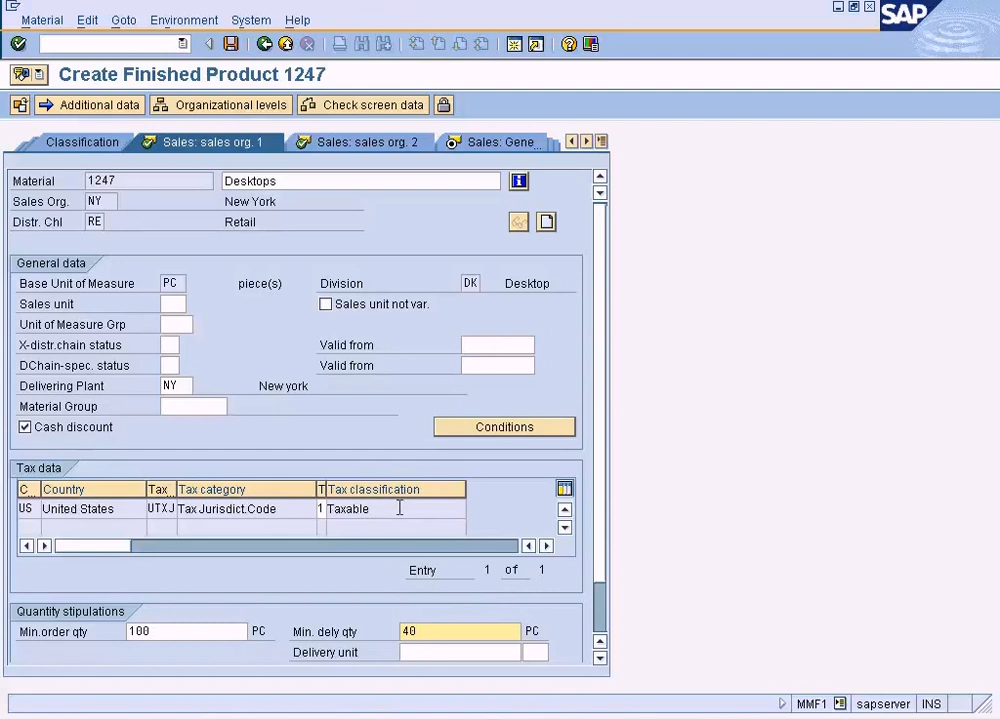 Material Edit Goto Environment System Help
SAP
Create Finished Product 1247
Additional data Organizational levels Check screen data
Classification Sales: sales org. 1 Sales: sales org. 2 Sales: Gene...
Material 1247 Desktops
Sales Org. NY New York
Distr. Chl RE Retail
General data
Base Unit of Measure PC piece(s) Division DK Desktop
Sales unit Sales unit not var.
Unit of Measure Grp
X-distr.chain status Valid from
DChain-spec. status Valid from
Delivering Plant NY New york
Material Group
Cash discount Conditions
Tax data
C... Country Tax... Tax category T Tax classification
US United States UTXJ Tax Jurisdict.Code 1 Taxable
Entry 1 of 1
Quantity stipulations
Min.order qty 100 PC Min. dely qty 40 PC
Delivery unit
MMF1 sapserver INS